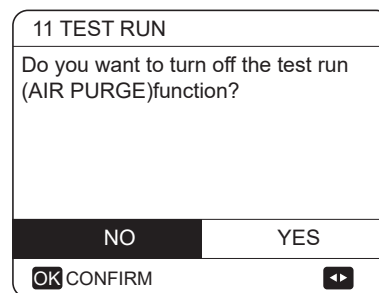 11 TEST RUN
Do you want to turn off the test run
(AIR PURGE)function?
NO YES
OK CONFIRM